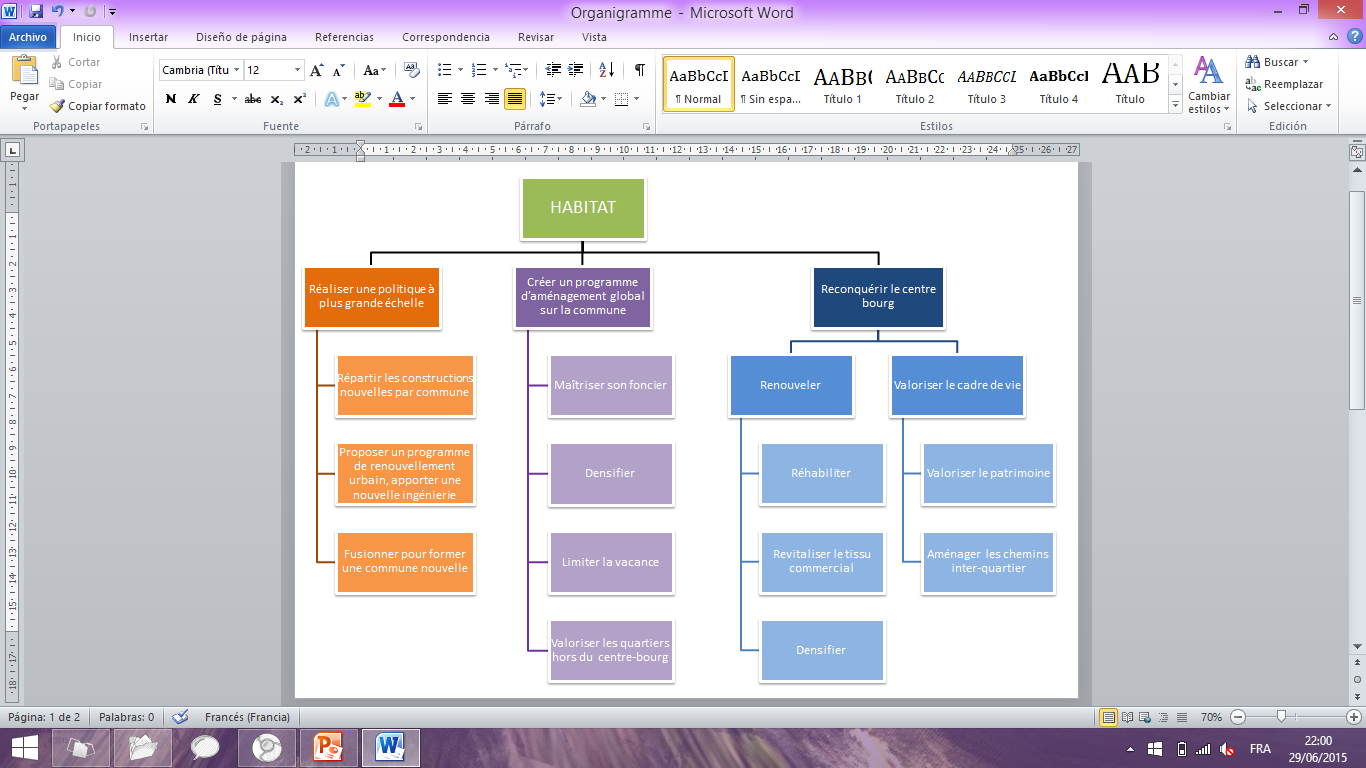 Organigramme - Microsoft Word
Archivo Inicio Insertar Diseño de página Referencias Correspondencia Revisar Vista
Pegar
Cortar
Copiar
Copiar formato
Portapapeles
Cambria (Títu 12
Fuente
Párrafo
AaBbCcI AaBbCcI AaBbC AaBbCc AaBbCcI AaBbCcI AAB
¶ Normal ¶ Sin espa... Título 1 Título 2 Título 3 Título 4 Título
Cambiar
estilos
Estilos
Buscar
Reemplazar
Seleccionar
Edición
HABITAT
Réaliser une politique à
plus grande échelle
Répartir les constructions
nouvelles par commune
Proposer un programme
de renouvellement
urbain, apporter une
nouvelle ingénierie
Fusionner pour former
une commune nouvelle
Créer un programme
d’aménagement global
sur la commune
Maîtriser son foncier
Densifier
Limiter la vacance
Valoriser les quartiers
hors du centre-bourg
Reconquérir le centre
bourg
Renouveler
Réhabiliter
Revitaliser le tissu
commercial
Densifier
Valoriser le cadre de vie
Valoriser le patrimoine
Aménager les chemins
inter-quartier
Página: 1 de 2 Palabras: 0 Francés (Francia) 70%
FRA
22:00
29/06/2015